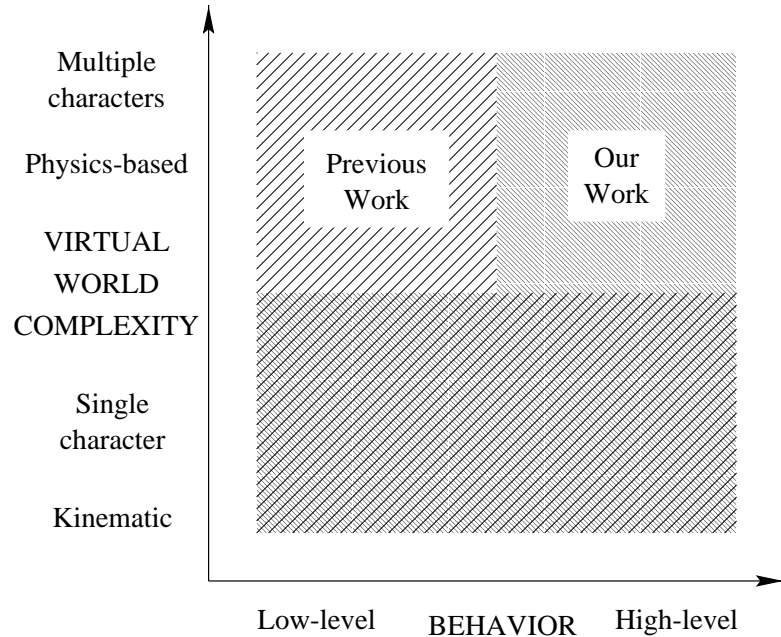 Multiple
characters
Physics-based
VIRTUAL
WORLD
COMPLEXITY
Single
character
Kinematic
Previous
Work
Our
Work
Low-level
BEHAVIOR
High-level